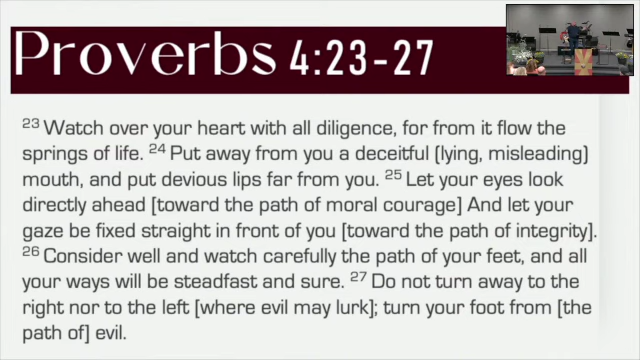 Proverbs 4:23-27
23 Watch over your heart with all diligence, for from it flow the
springs of life. 24 Put away from you a deceitful (lying, misleading)
mouth, and put devious lips far from you. 25 Let your eyes look
directly ahead [toward the path of moral courage] And let your
gaze be fixed straight in front of you [toward the path of integrity].
26 Consider well and watch carefully the path of your feet, and all
your ways will be steadfast and sure. 27 Do not turn away to the
right nor to the left [where evil may lurk]; turn your foot from [the
path of] evil.